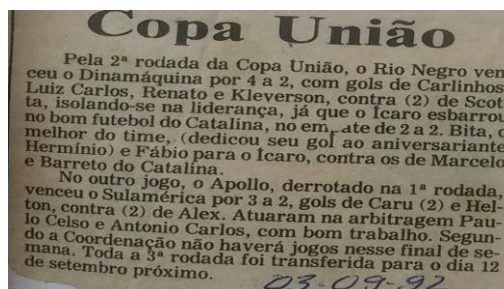 Copa União
Pela 2ª rodada da Copa União, o Rio Negro ven
ceu o Dinamáquina por 4 a 2, com gols de Carlinhos
Luiz Carlos, Renato e Kleverson, contra (2) de Scot
ta, isolando-se na liderança, já que o Ícaro esbarrou
no bom futebol do Catalina, no em ate de 2 a 2. Bita, o
melhor do time, (dedicou seu gol ao aniversariante
Hermínio) e Fábio para o Ícaro, contra os de Marcelo
e Barreto do Catalina.
No outro jogo, o Apollo, derrotado na 1ª rodada,
venceu o Sulamérica por 3 a 2, gols de Caru (2) e Hel-
ton, contra (2) de Alex. Atuaram na arbitragem Pau-
lo Celso e Antonio Carlos, com bom trabalho. Segun-
do a Coordenação não haverá jogos nesse final de se-
mana. Toda a 3ª rodada foi transferida para o dia 12
de setembro próximo.
03-09-92